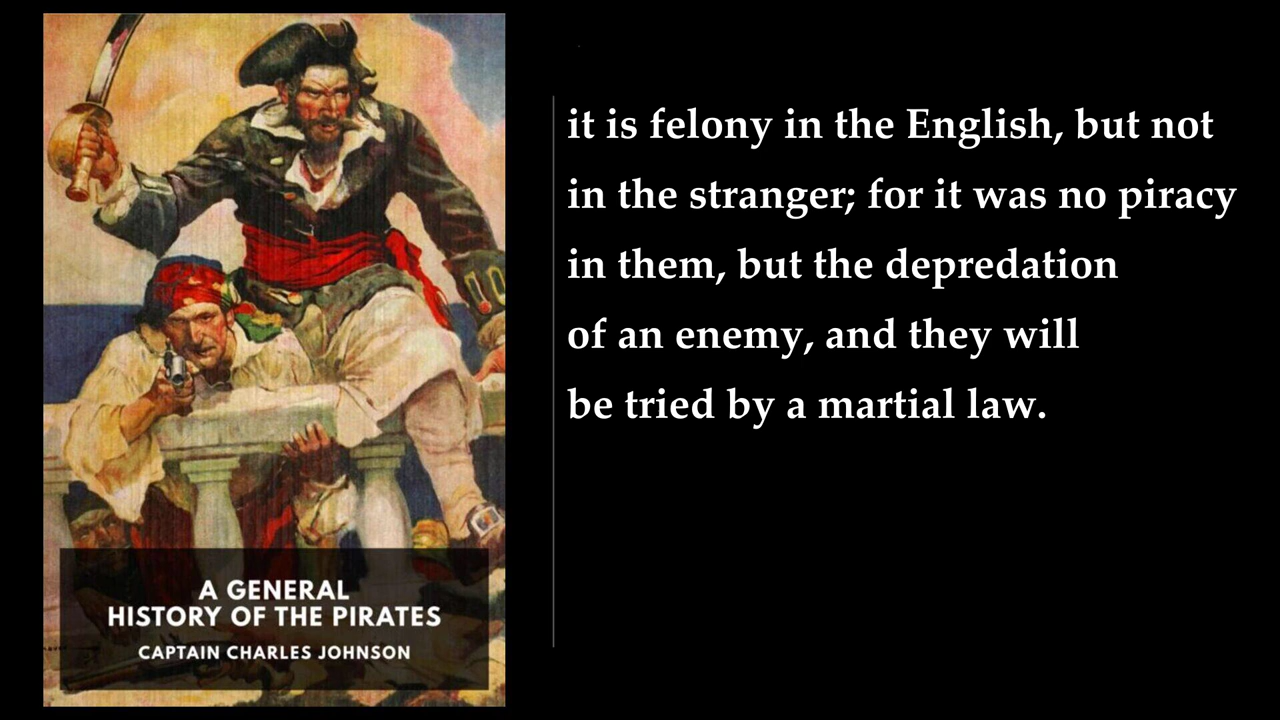 it is felony in the English, but not
in the stranger; for it was no piracy
in them, but the depredation
of an enemy, and they will
be tried by a martial law.
A GENERAL
HISTORY OF THE PIRATES
CAPTAIN CHARLES JOHNSON